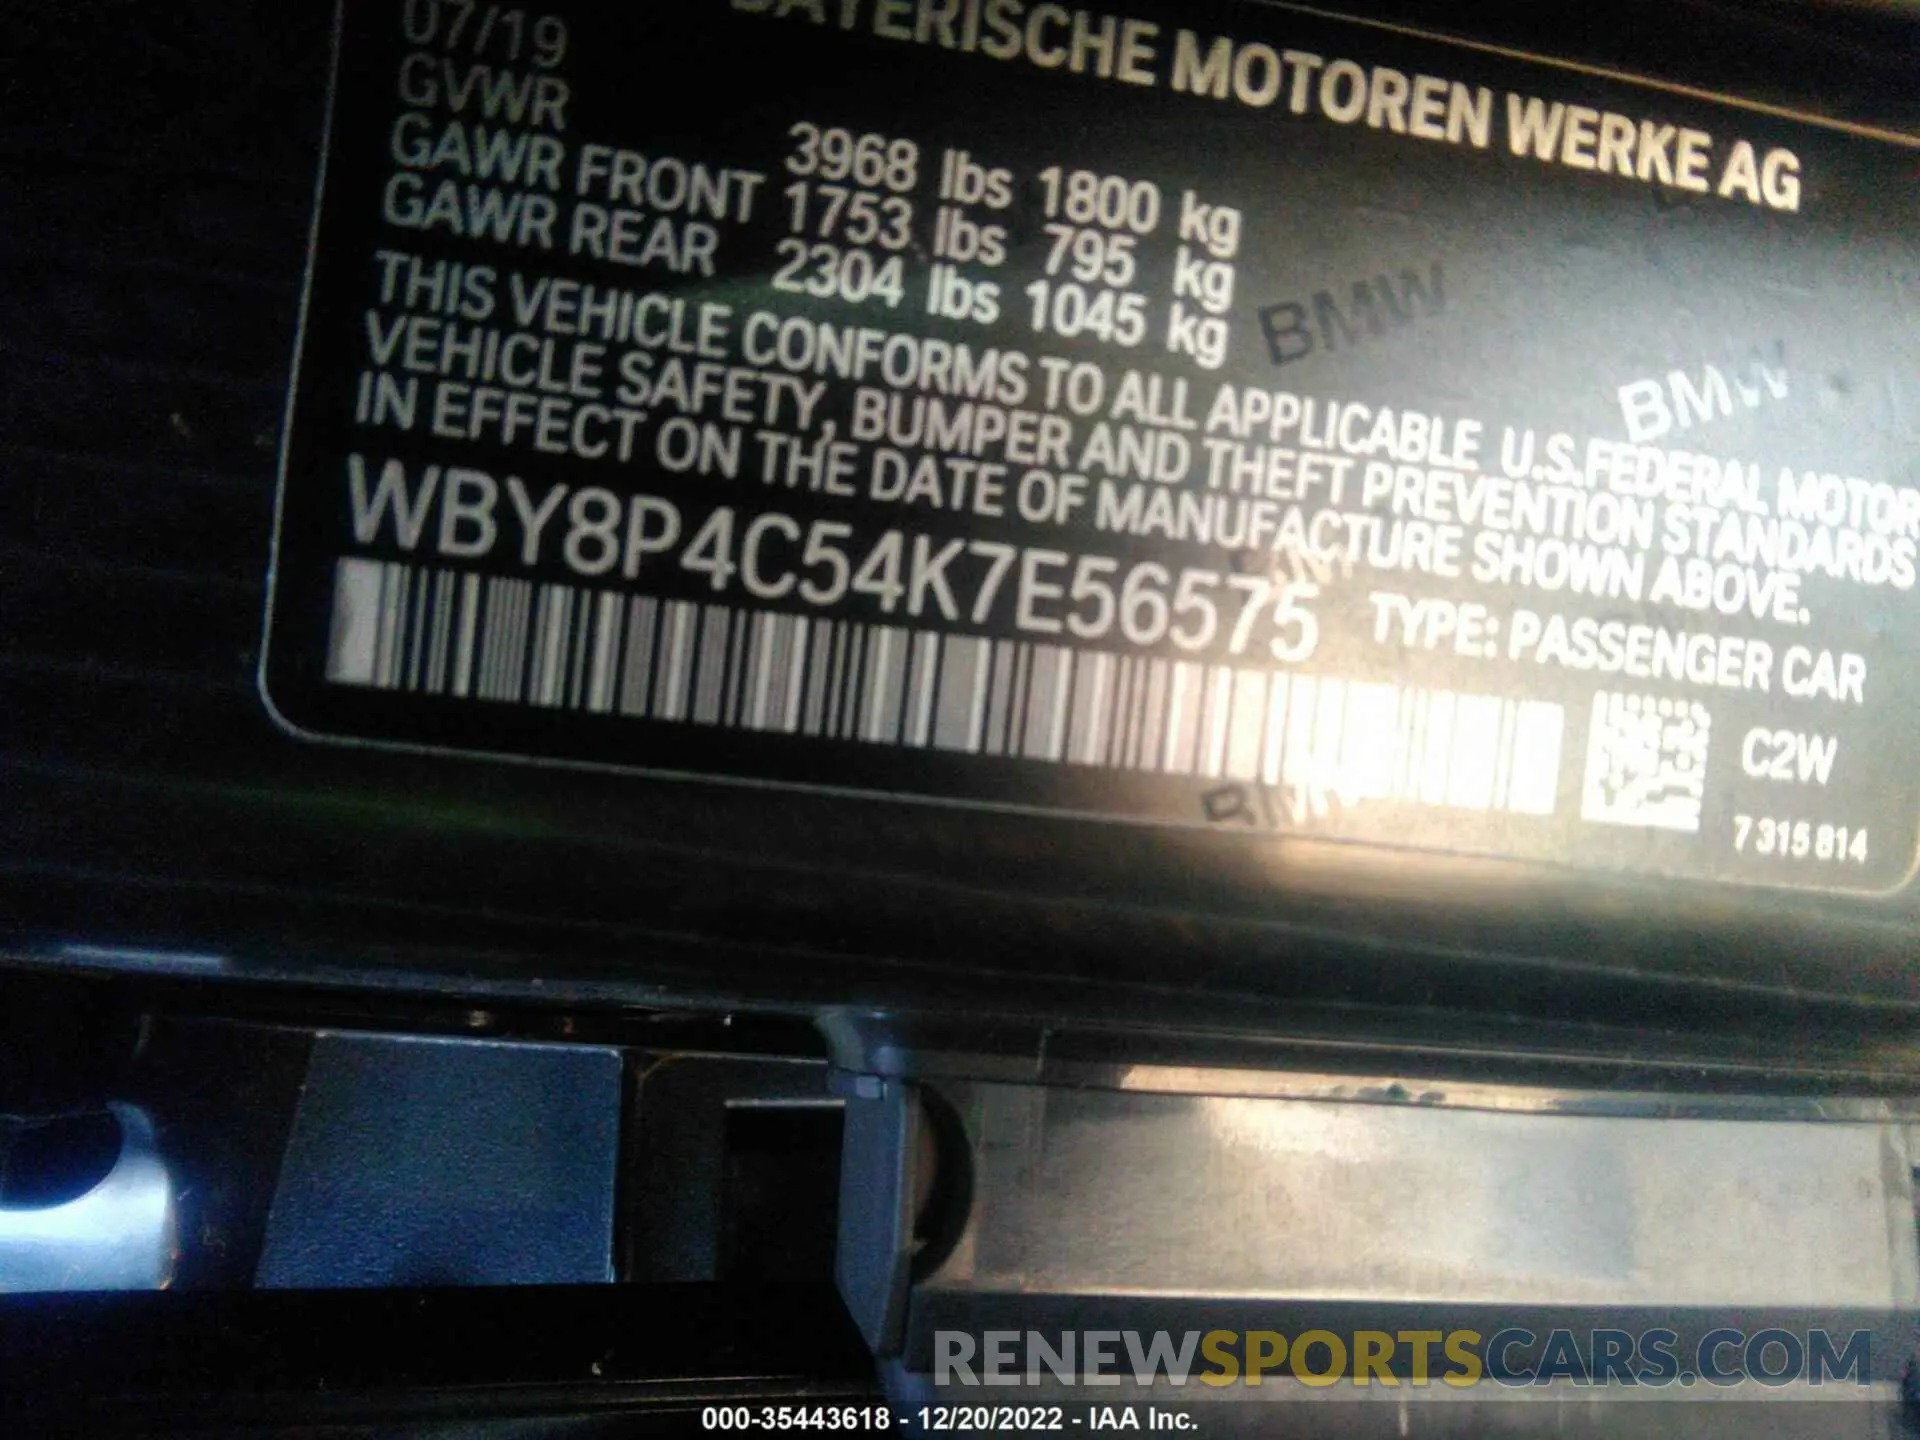 BAYERISCHE MOTOREN WERKE AG
07/19
GVWR 3968 lbs 1800 kg
GAWR FRONT 1753 lbs 795 kg
GAWR REAR 2304 lbs 1045 kg
THIS VEHICLE CONFORMS TO ALL APPLICABLE U.S.FEDERAL MOTOR
VEHICLE SAFETY, BUMPER AND THEFT PREVENTION STANDARDS
IN EFFECT ON THE DATE OF MANUFACTURE SHOWN ABOVE.
WBY8P4C54K7E56575 TYPE: PASSENGER CAR
C2W
7 315 814
BMW
BMW
BMW
RENEWSPORTSCARS.COM
000-35443618 - 12/20/2022 - IAA Inc.